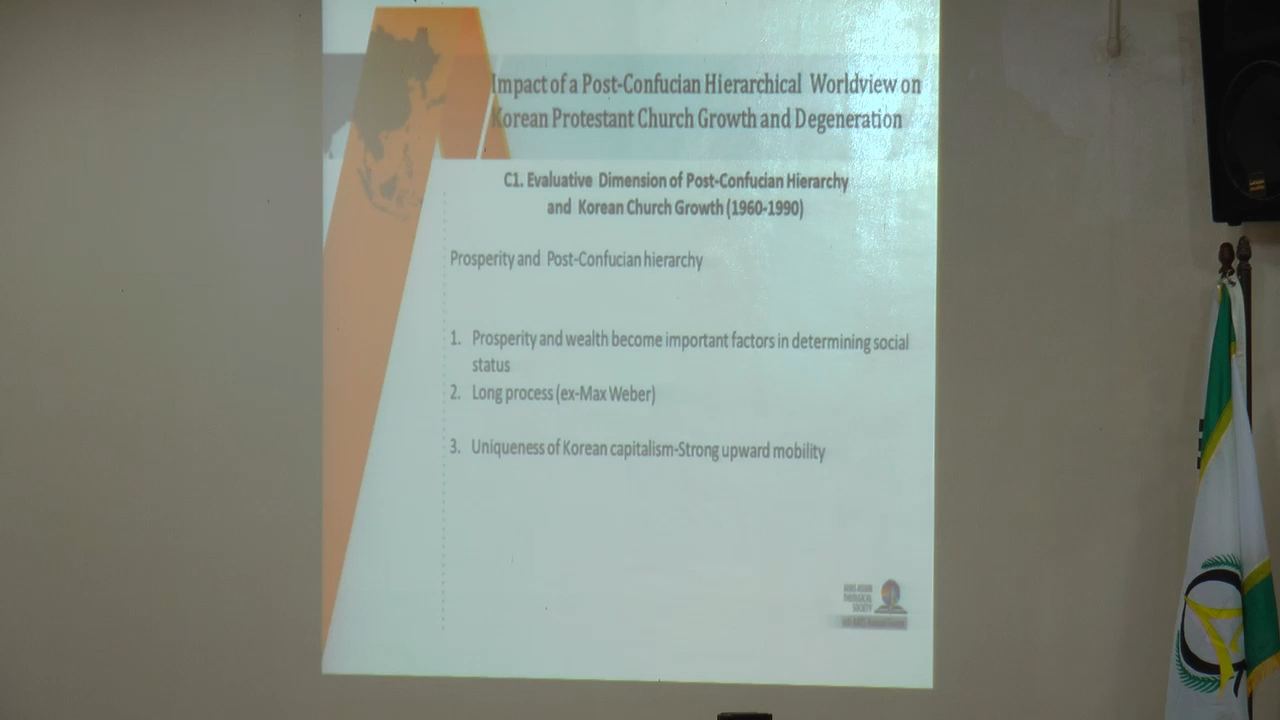 Impact of a Post-Confucian Hierarchical Worldview on
Korean Protestant Church Growth and Degeneration
C1. Evaluative Dimension of Post-Confucian Hierarchy
and Korean Church Growth (1960-1990)
Prosperity and Post-Confucian hierarchy
1. Prosperity and wealth become important factors in determining social
status
2. Long process (ex-Max Weber)
3. Uniqueness of Korean capitalism-Strong upward mobility
THEOLOGICAL
SOCIETY